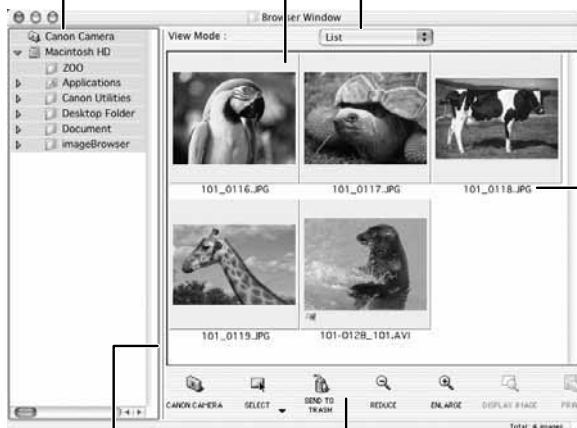 Browser Window
Canon Camera
Macintosh HD
ZOO
Applications
Canon Utilities
Desktop Folder
Document
imageBrowser
View Mode :
List
101_0116.JPG
101_0117.JPG
101_0118.JPG
101_0119.JPG
101-0128_101.AVI
CANON CAMERA
SELECT
SEND TO
TRASH
REDUCE
ENLARGE
DISPLAY IMAGE
Total: 4 images